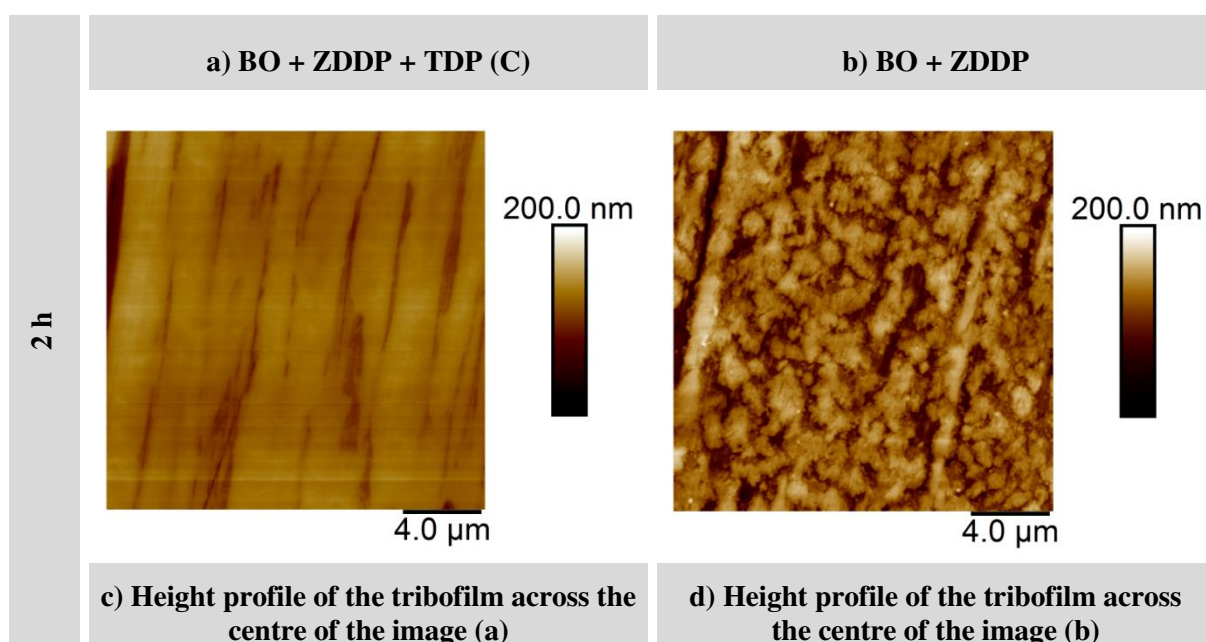 a) BO + ZDDP + TDP (C)
b) BO + ZDDP
2 h
200.0 nm
4.0 µm
200.0 nm
4.0 µm
c) Height profile of the tribofilm across the
centre of the image (a)
d) Height profile of the tribofilm across
the centre of the image (b)